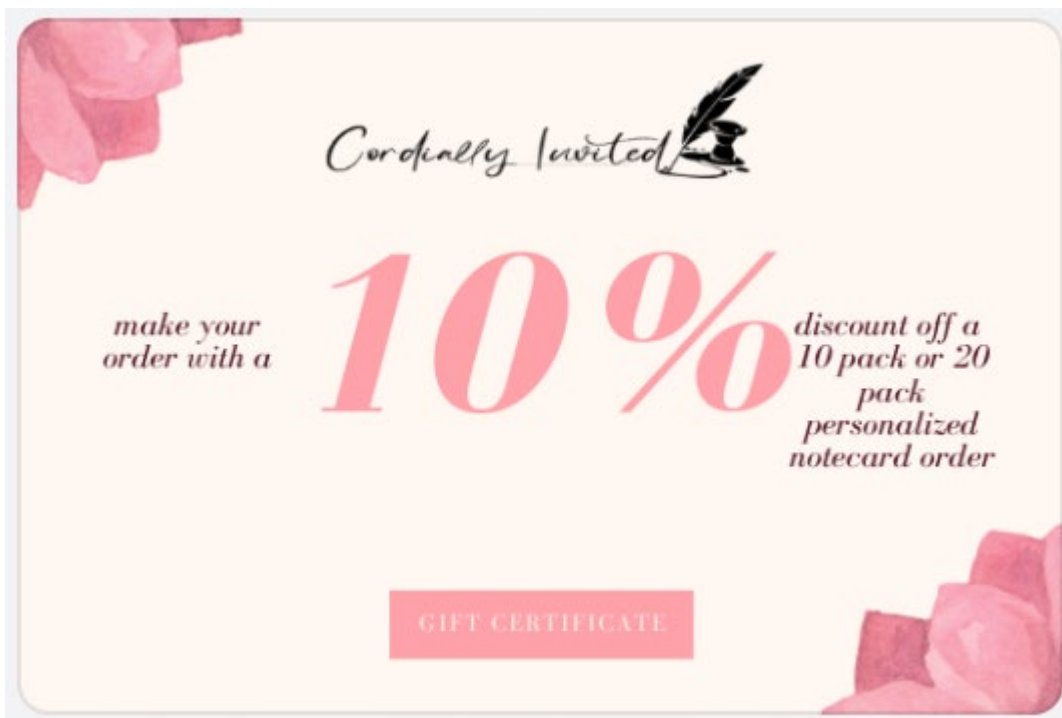 Cordially Invited
make your
order with a
10%
discount off a
10 pack or 20
pack
personalized
notecard order
GIFT CERTIFICATE